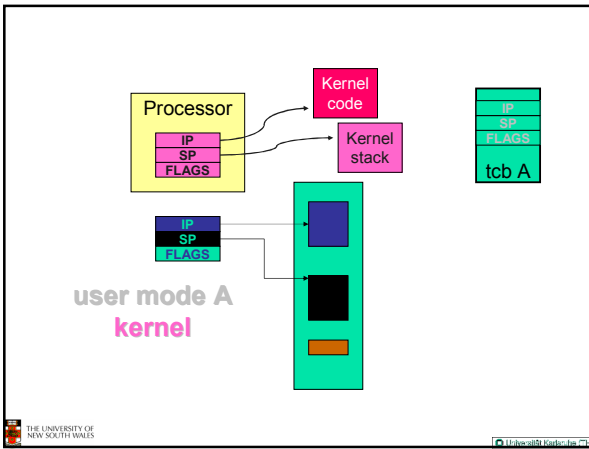 Kernel
code
Processor
IP
SP
FLAGS
Kernel
stack
IP
SP
FLAGS
tcb A
IP
SP
FLAGS
user mode A
kernel
THE UNIVERSITY OF
NEW SOUTH WALES
Universität Karlsruhe